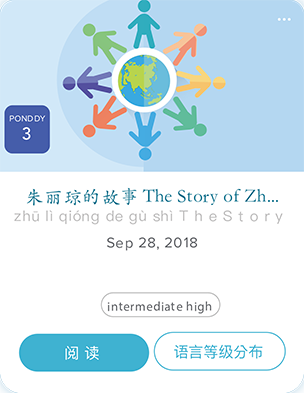 PONDDY
3
朱丽琼的故事 The Story of Zh...
zhū lì qióng de gù shì T h e S t o r y
Sep 28, 2018
intermediate high
阅读
语言等级分布